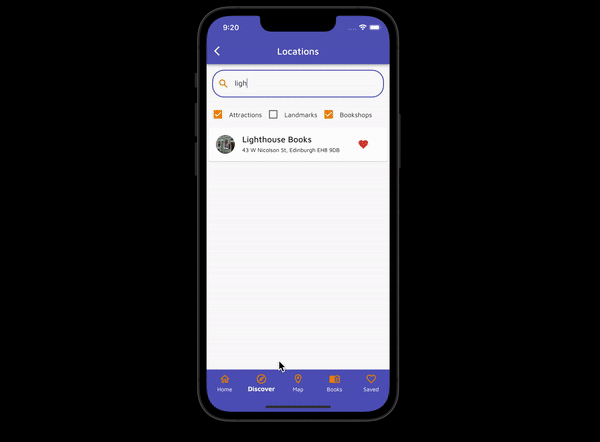 9:20
Locations
ligh
Attractions Landmarks Bookshops
Lighthouse Books
43 W Nicolson St, Edinburgh EH8 9DB
Home Discover Map Books Saved